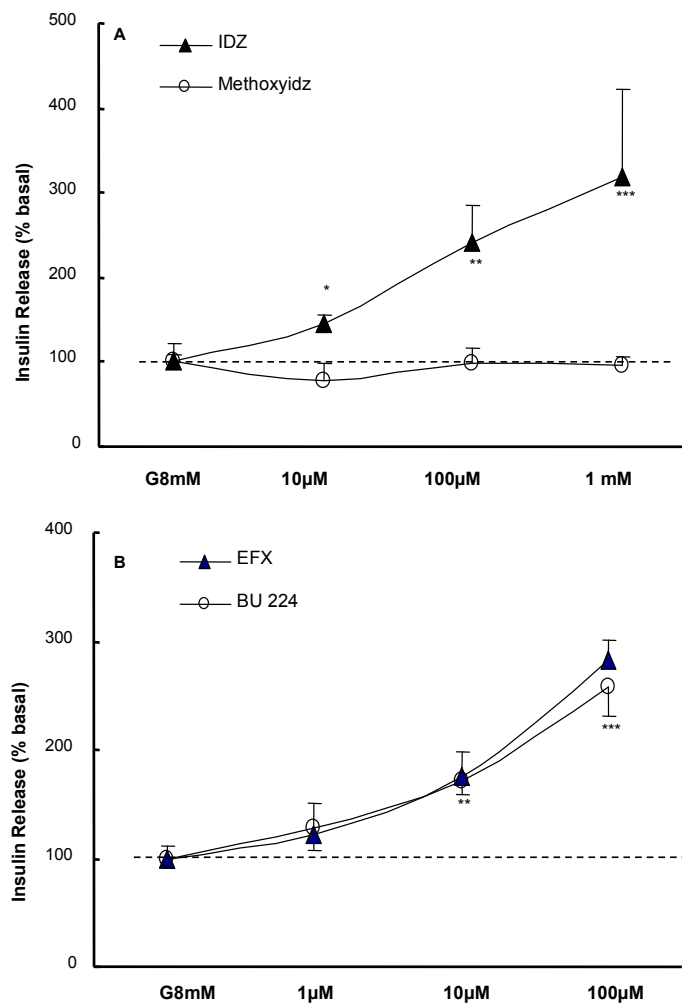 500
A
IDZ
Methoxyidz
400
300
***
**
200
*
100
0
Insulin Release (% basal)
G8mM 10µM 100µM 1 mM
400
B
EFX
BU 224
300
***
200
**
100
0
Insulin Release (% basal)
G8mM 1µM 10µM 100µM